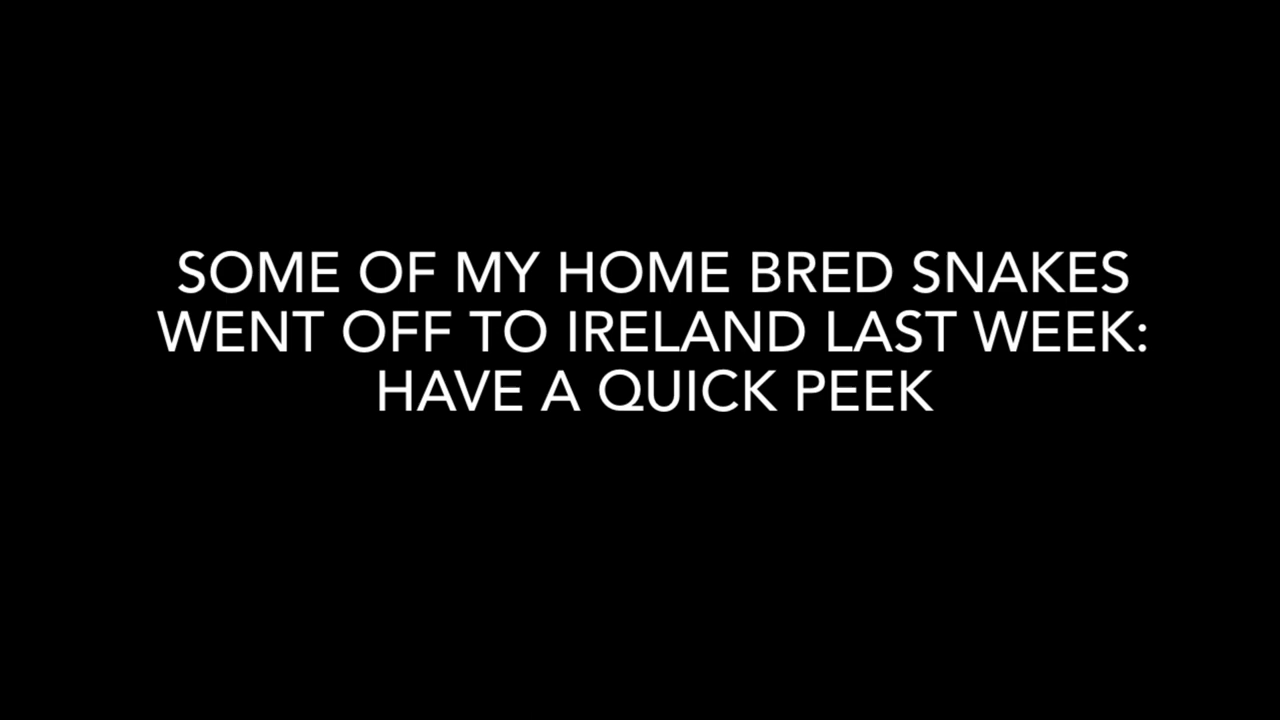 SOME OF MY HOME BRED SNAKES
WENT OFF TO IRELAND LAST WEEK:
HAVE A QUICK PEEK